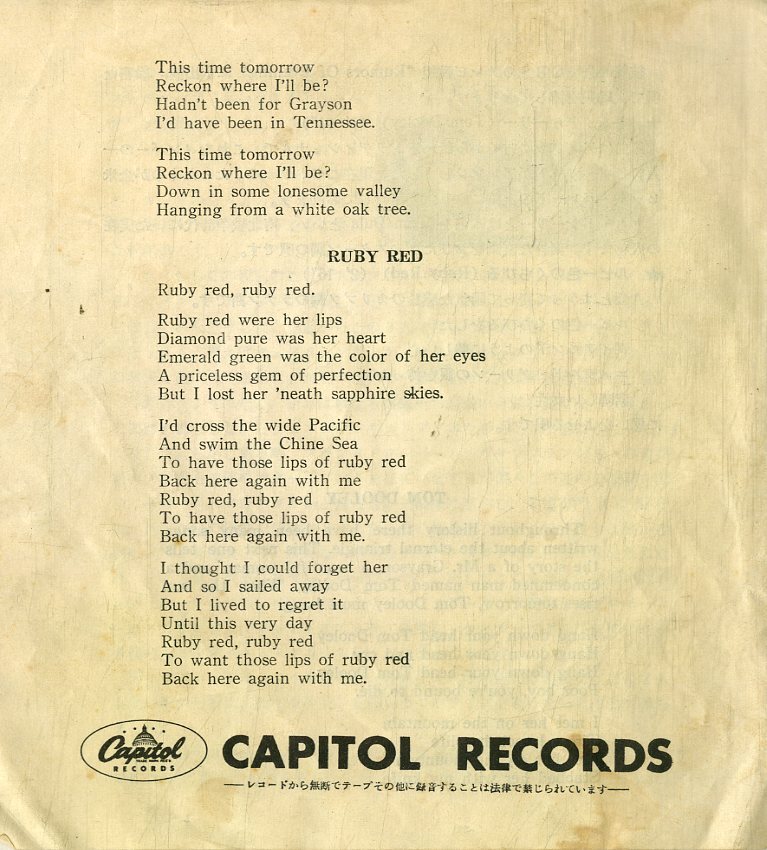 This time tomorrow
Reckon where I'll be?
Hadn't been for Grayson
I'd have been in Tennessee.
This time tomorrow
Reckon where I'll be?
Down in some lonesome valley
Hanging from a white oak tree.
RUBY RED
Ruby red, ruby red.
Ruby red were her lips
Diamond pure was her heart
Emerald green was the color of her eyes
A priceless gem of perfection
But I lost her 'neath sapphire skies.
I'd cross the wide Pacific
And swim the Chine Sea
To have those lips of ruby red
Back here again with me
Ruby red, ruby red
To have those lips of ruby red
Back here again with me.
I thought I could forget her
And so I sailed away
But I lived to regret it
Until this very day
Ruby red, ruby red
To want those lips of ruby red
Back here again with me.
Capitol
RECORDS
CAPITOL RECORDS
——レコードから無断でテープその他に録音することは法律で禁じられています——